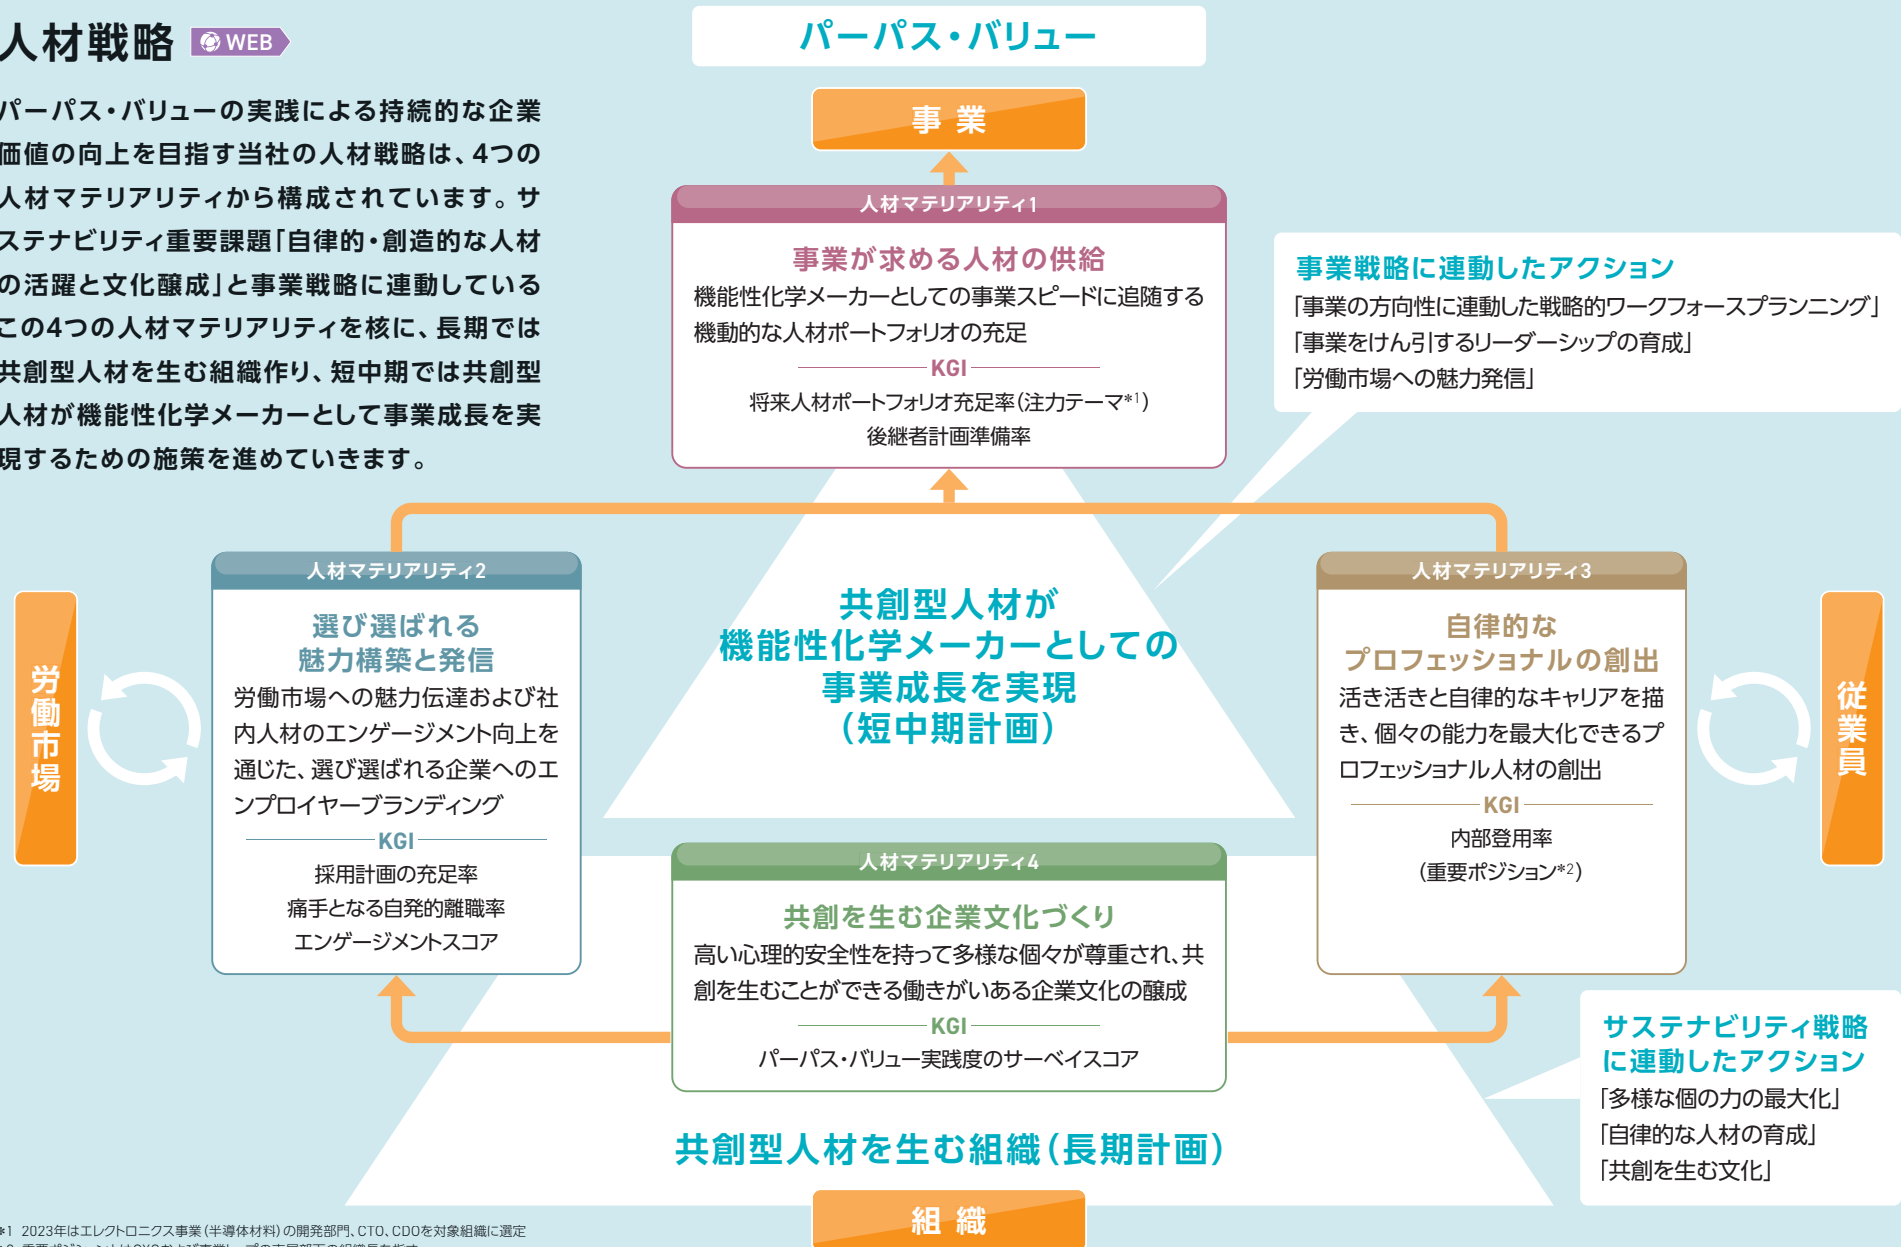 人材戦略 WEB
パーパス・バリューの実践による持続的な企業
価値の向上を目指す当社の人材戦略は、4つの
人材マテリアリティから構成されています。サ
ステナビリティ重要課題「自律的・創造的な人材
の活躍と文化醸成」と事業戦略に連動している
この4つの人材マテリアリティを核に、長期では
共創型人材を生む組織作り、短中期では共創型
人材が機能性化学メーカーとして事業成長を実
現するための施策を進めていきます。
パーパス・バリュー
事業
人材マテリアリティ1
事業が求める人材の供給
機能性化学メーカーとしての事業スピードに追随する
機動的な人材ポートフォリオの充足
KGI
将来人材ポートフォリオ充足率(注力テーマ*1)
後継者計画準備率
事業戦略に連動したアクション
「事業の方向性に連動した戦略的ワークフォースプランニング」
「事業をけん引するリーダーシップの育成」
「労働市場への魅力発信」
労働市場
人材マテリアリティ2
選び選ばれる
魅力構築と発信
労働市場への魅力伝達および社
内人材のエンゲージメント向上を
通じた、選び選ばれる企業へのエ
ンプロイヤーブランディング
KGI
採用計画の充足率
痛手となる自発的離職率
エンゲージメントスコア
共創型人材が
機能性化学メーカーとしての
事業成長を実現
(短中期計画)
人材マテリアリティ3
自律的な
プロフェッショナルの創出
活き活きと自律的なキャリアを描
き、個々の能力を最大化できるプ
ロフェッショナル人材の創出
KGI
内部登用率
(重要ポジション*2)
従業員
人材マテリアリティ4
共創を生む企業文化づくり
高い心理的安全性を持って多様な個々が尊重され、共
創を生むことができる働きがいある企業文化の醸成
KGI
パーパス・バリュー実践度のサーベイスコア
サステナビリティ戦略
に連動したアクション
「多様な個の力の最大化」
「自律的な人材の育成」
「共創を生む文化」
共創型人材を生む組織(長期計画)
組織
*1 2023年はエレクトロニクス事業(半導体材料)の開発部門、CTO、CDOを対象組織に選定